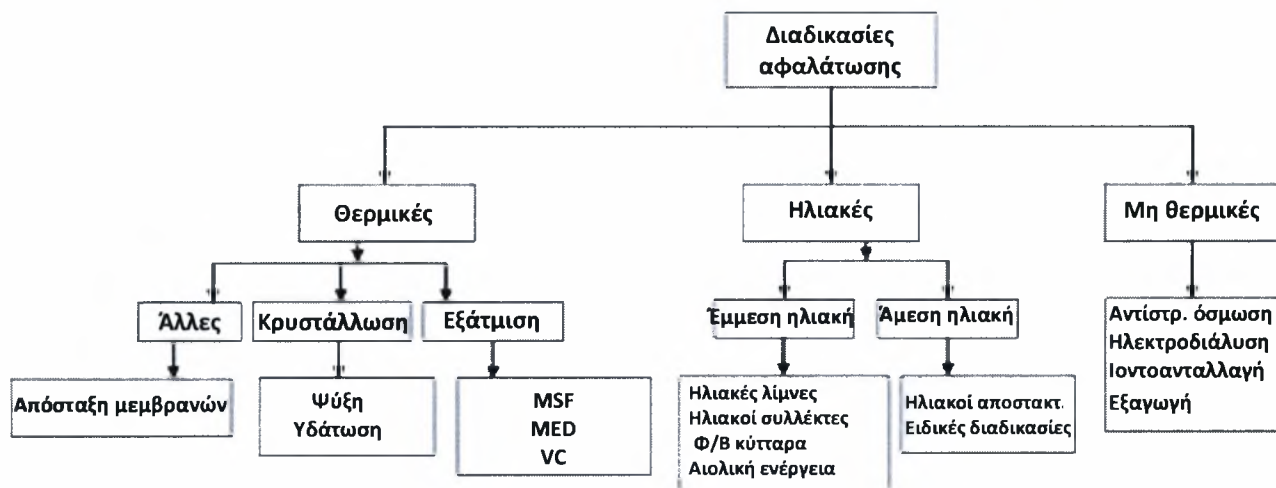 Διαδικασίες
αφαλάτωσης
Θερμικές
Ηλιακές
Μη θερμικές
Άλλες
Κρυστάλλωση
Εξάτμιση
Έμμεση ηλιακή
Άμεση ηλιακή
Απόσταξη μεμβρανών
Ψύξη
Υδάτωση
MSF
MED
VC
Ηλιακές λίμνες
Ηλιακοί συλλέκτες
Φ/Β κύτταρα
Αιολική ενέργεια
Ηλιακοί αποστακτ.
Ειδικές διαδικασίες
Αντίστρ. όσμωση
Ηλεκτροδιάλυση
Ιοντοανταλλαγή
Εξαγωγή